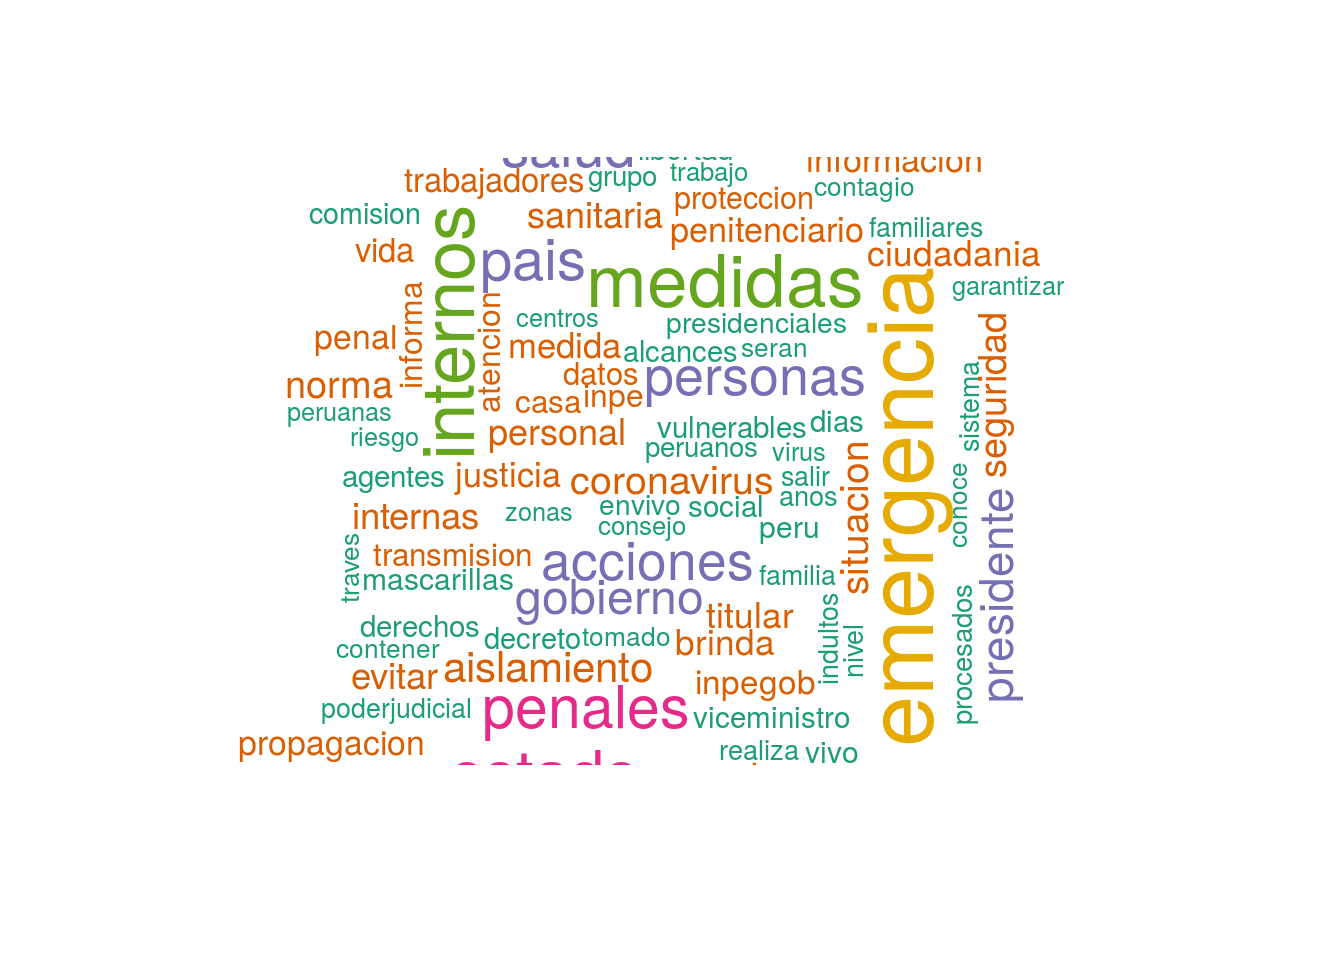 salud libertad informacion
trabajadores grupo trabajo
proteccion contagio
comision sanitaria penitenciario familiares
vida internos pais medidas ciudadania
emergencia garantizar
informa atencion centros presidenciales
penal medida alcances seran seguridad
norma datos personas sistema
casa inpe
peruanas
riesgo personal vulnerables dias
peruanos virus situacion
agentes justicia coronavirus salir
anos conoce presidente
internas zonas envivo social
consejo peru
traves transmision acciones familia
mascarillas gobierno
titular indultos nivel procesados
derechos decreto tomado brinda
contener
evitar aislamiento inpegob
poderjudicial penales viceministro
propagacion realiza vivo
estado